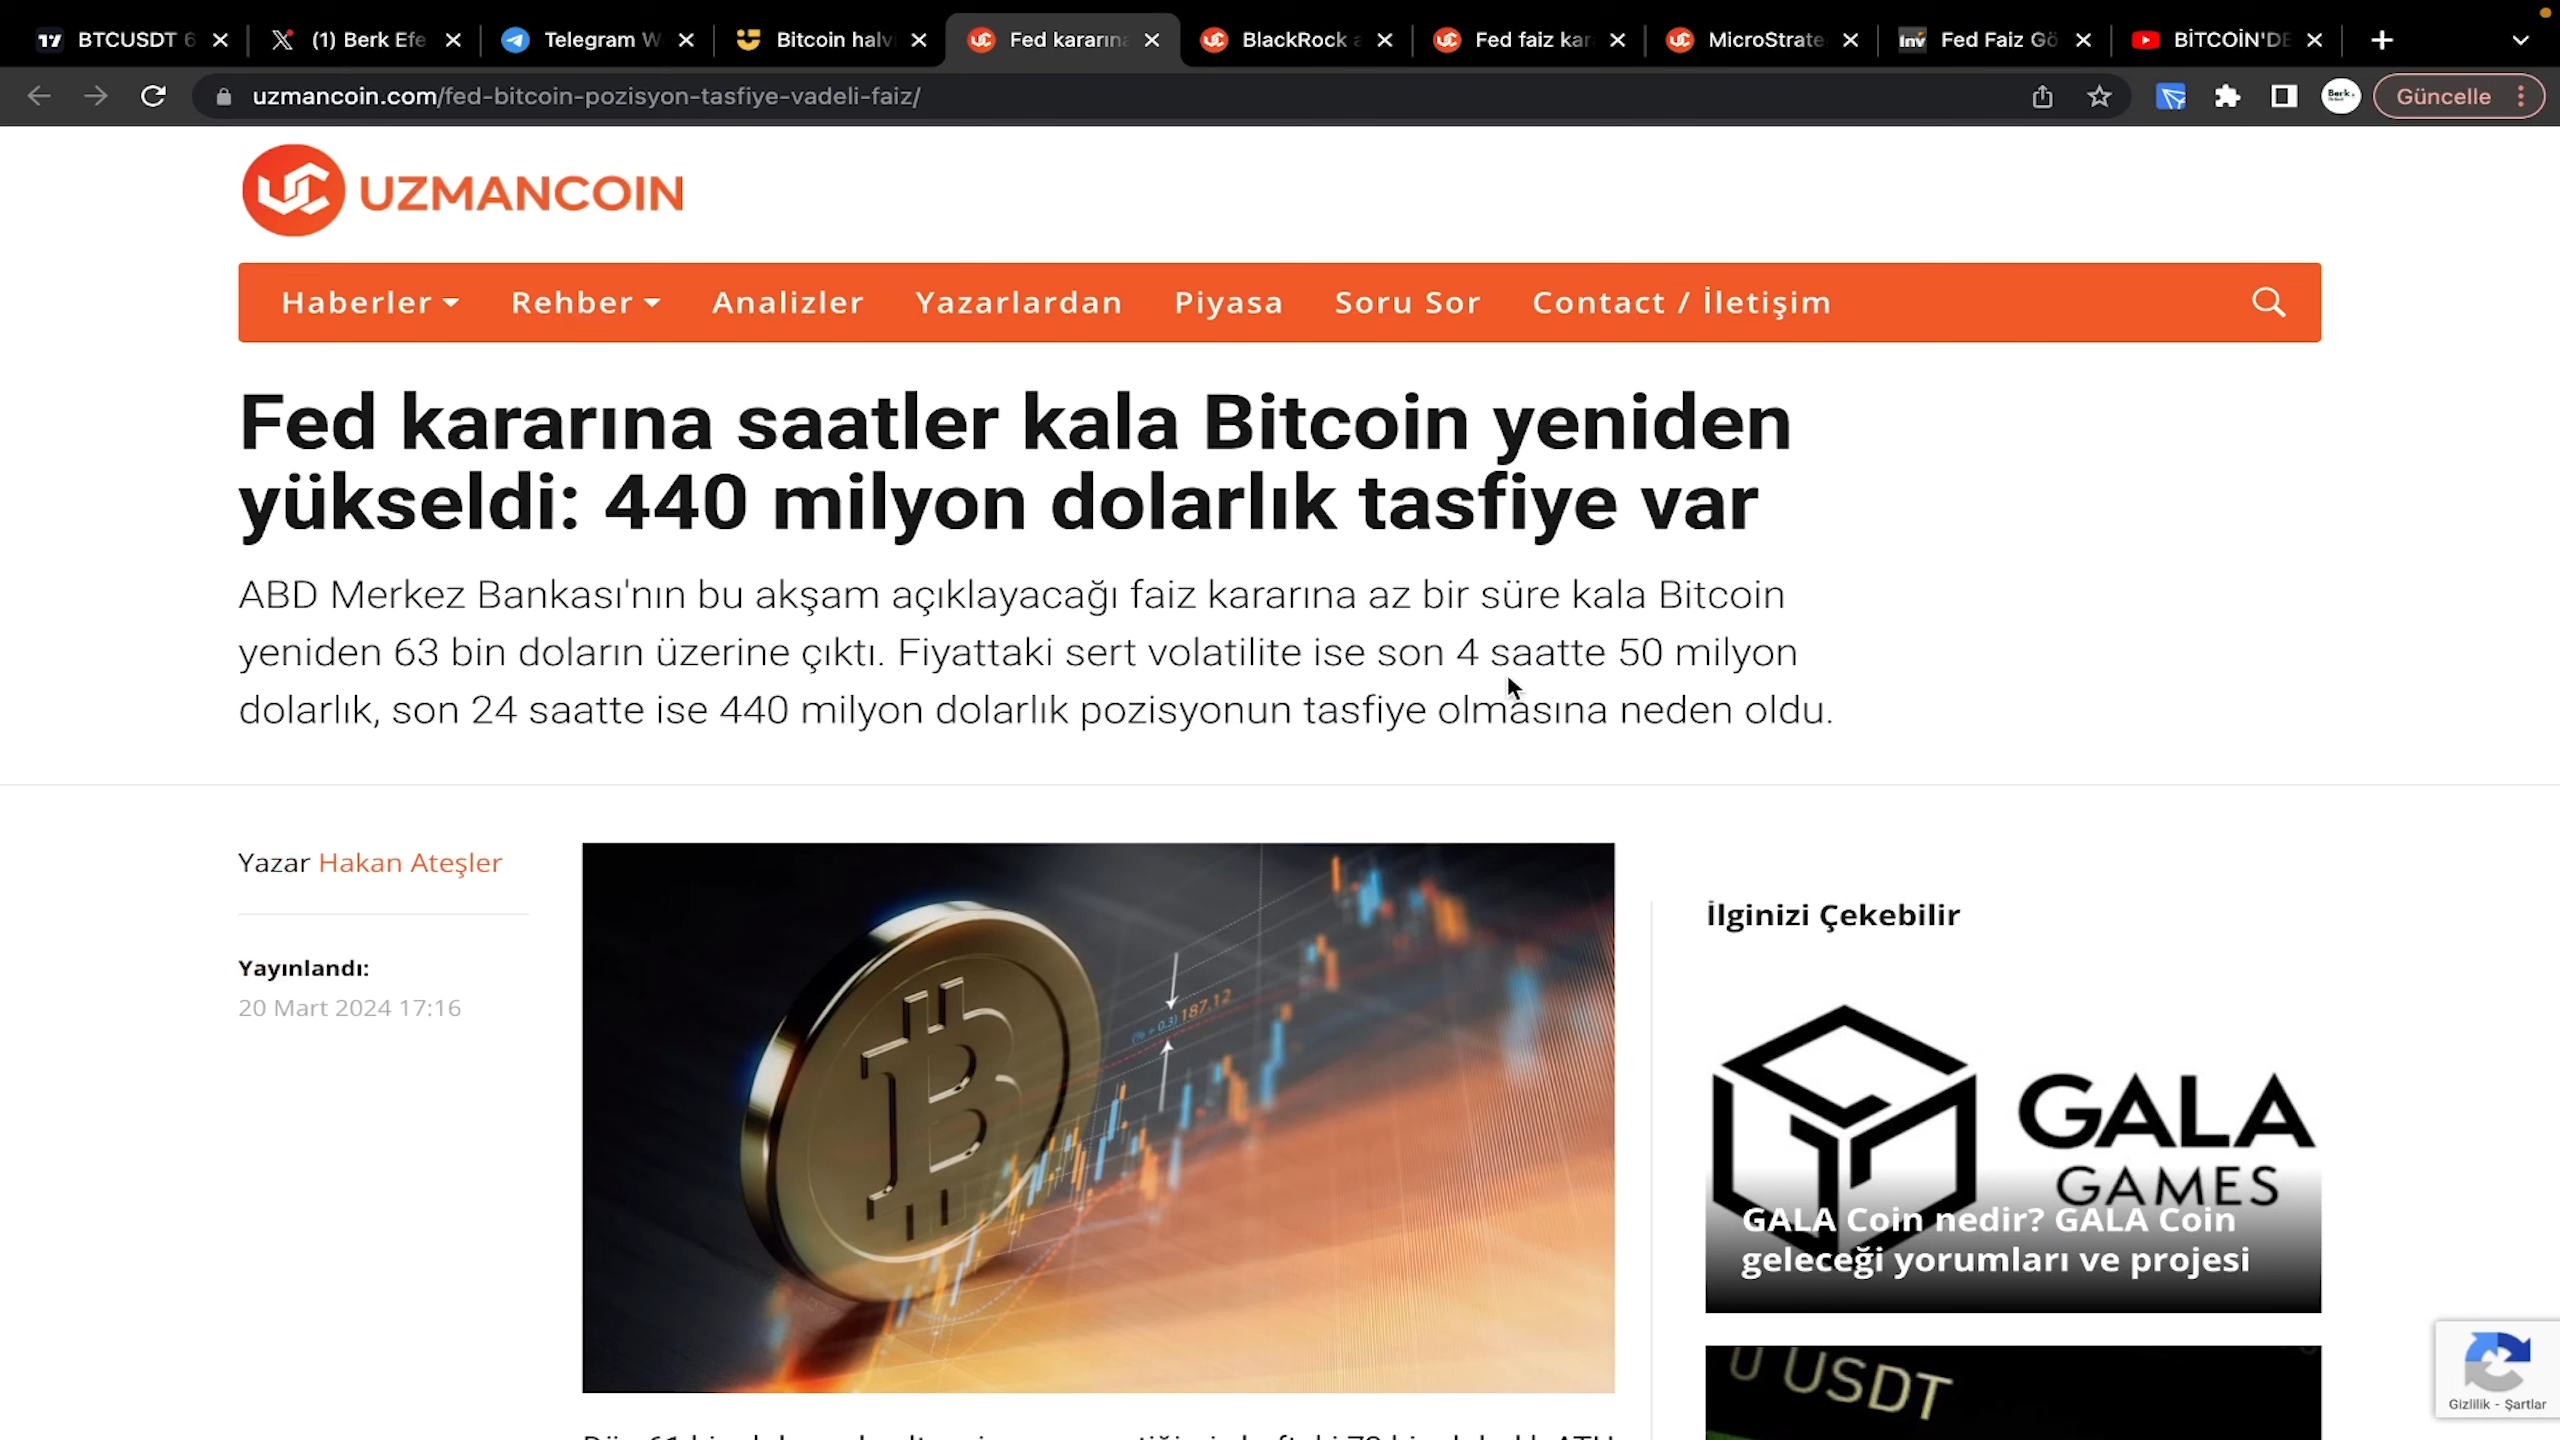 BTCUSDT 6
(1) Berk Efe
Telegram W
Bitcoin halv
Fed kararına
BlackRock a
Fed faiz kar
MicroStrate
Inv
Fed Faiz Gö
BİTCOİN'DE
uzmancoin.com/fed-bitcoin-pozisyon-tasfiye-vadeli-faiz/
Güncelle
UZMANCOIN
Haberler Rehber Analizler Yazarlardan Piyasa Soru Sor Contact / İletişim
Fed kararına saatler kala Bitcoin yeniden
yükseldi: 440 milyon dolarlık tasfiye var
ABD Merkez Bankası'nın bu akşam açıklayacağı faiz kararına az bir süre kala Bitcoin
yeniden 63 bin doların üzerine çıktı. Fiyattaki sert volatilite ise son 4 saatte 50 milyon
dolarlık, son 24 saatte ise 440 milyon dolarlık pozisyonun tasfiye olmasına neden oldu.
Yazar Hakan Ateşler
Yayınlandı:
20 Mart 2024 17:16
(% + 0.3) 187,12
İlginizi Çekebilir
GALA
GAMES
GALA Coin nedir? GALA Coin
geleceği yorumları ve projesi
USDT
Gizlilik - Şartlar